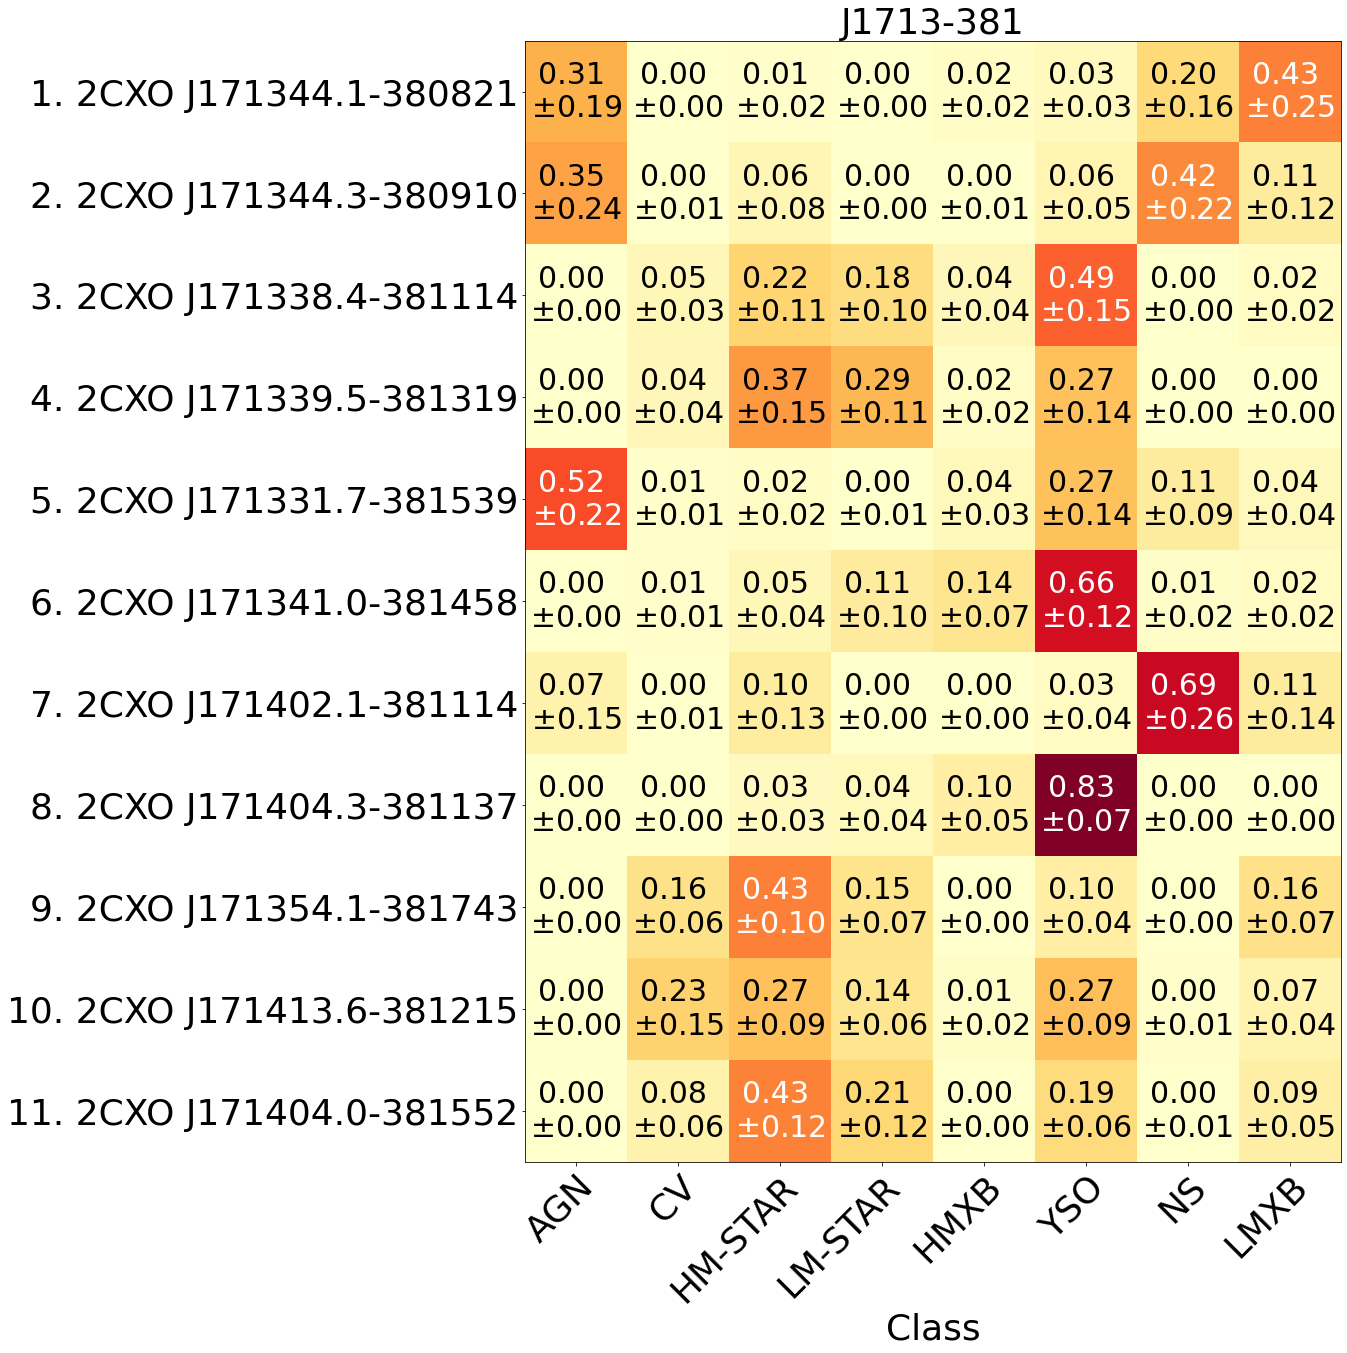 J1713-381
1. 2CXO J171344.1-380821 0.31 0.00 0.01 0.00 0.02 0.03 0.20 0.43
±0.19 ±0.00 ±0.02 ±0.00 ±0.02 ±0.03 ±0.16 ±0.25
2. 2CXO J171344.3-380910 0.35 0.00 0.06 0.00 0.00 0.06 0.42 0.11
±0.24 ±0.01 ±0.08 ±0.00 ±0.01 ±0.05 ±0.22 ±0.12
3. 2CXO J171338.4-381114 0.00 0.05 0.22 0.18 0.04 0.49 0.00 0.02
±0.00 ±0.03 ±0.11 ±0.10 ±0.04 ±0.15 ±0.00 ±0.02
4. 2CXO J171339.5-381319 0.00 0.04 0.37 0.29 0.02 0.27 0.00 0.00
±0.00 ±0.04 ±0.15 ±0.11 ±0.02 ±0.14 ±0.00 ±0.00
5. 2CXO J171331.7-381539 0.52 0.01 0.02 0.00 0.04 0.27 0.11 0.04
±0.22 ±0.01 ±0.02 ±0.01 ±0.03 ±0.14 ±0.09 ±0.04
6. 2CXO J171341.0-381458 0.00 0.01 0.05 0.11 0.14 0.66 0.01 0.02
±0.00 ±0.01 ±0.04 ±0.10 ±0.07 ±0.12 ±0.02 ±0.02
7. 2CXO J171402.1-381114 0.07 0.00 0.10 0.00 0.00 0.03 0.69 0.11
±0.15 ±0.01 ±0.13 ±0.00 ±0.00 ±0.04 ±0.26 ±0.14
8. 2CXO J171404.3-381137 0.00 0.00 0.03 0.04 0.10 0.83 0.00 0.00
±0.00 ±0.00 ±0.03 ±0.04 ±0.05 ±0.07 ±0.00 ±0.00
9. 2CXO J171354.1-381743 0.00 0.16 0.43 0.15 0.00 0.10 0.00 0.16
±0.00 ±0.06 ±0.10 ±0.07 ±0.00 ±0.04 ±0.00 ±0.07
10. 2CXO J171413.6-381215 0.00 0.23 0.27 0.14 0.01 0.27 0.00 0.07
±0.00 ±0.15 ±0.09 ±0.06 ±0.02 ±0.09 ±0.01 ±0.04
11. 2CXO J171404.0-381552 0.00 0.08 0.43 0.21 0.00 0.19 0.00 0.09
±0.00 ±0.06 ±0.12 ±0.12 ±0.00 ±0.06 ±0.01 ±0.05
AGN CV HM-STAR LM-STAR HMXB YSO NS LMXB
Class